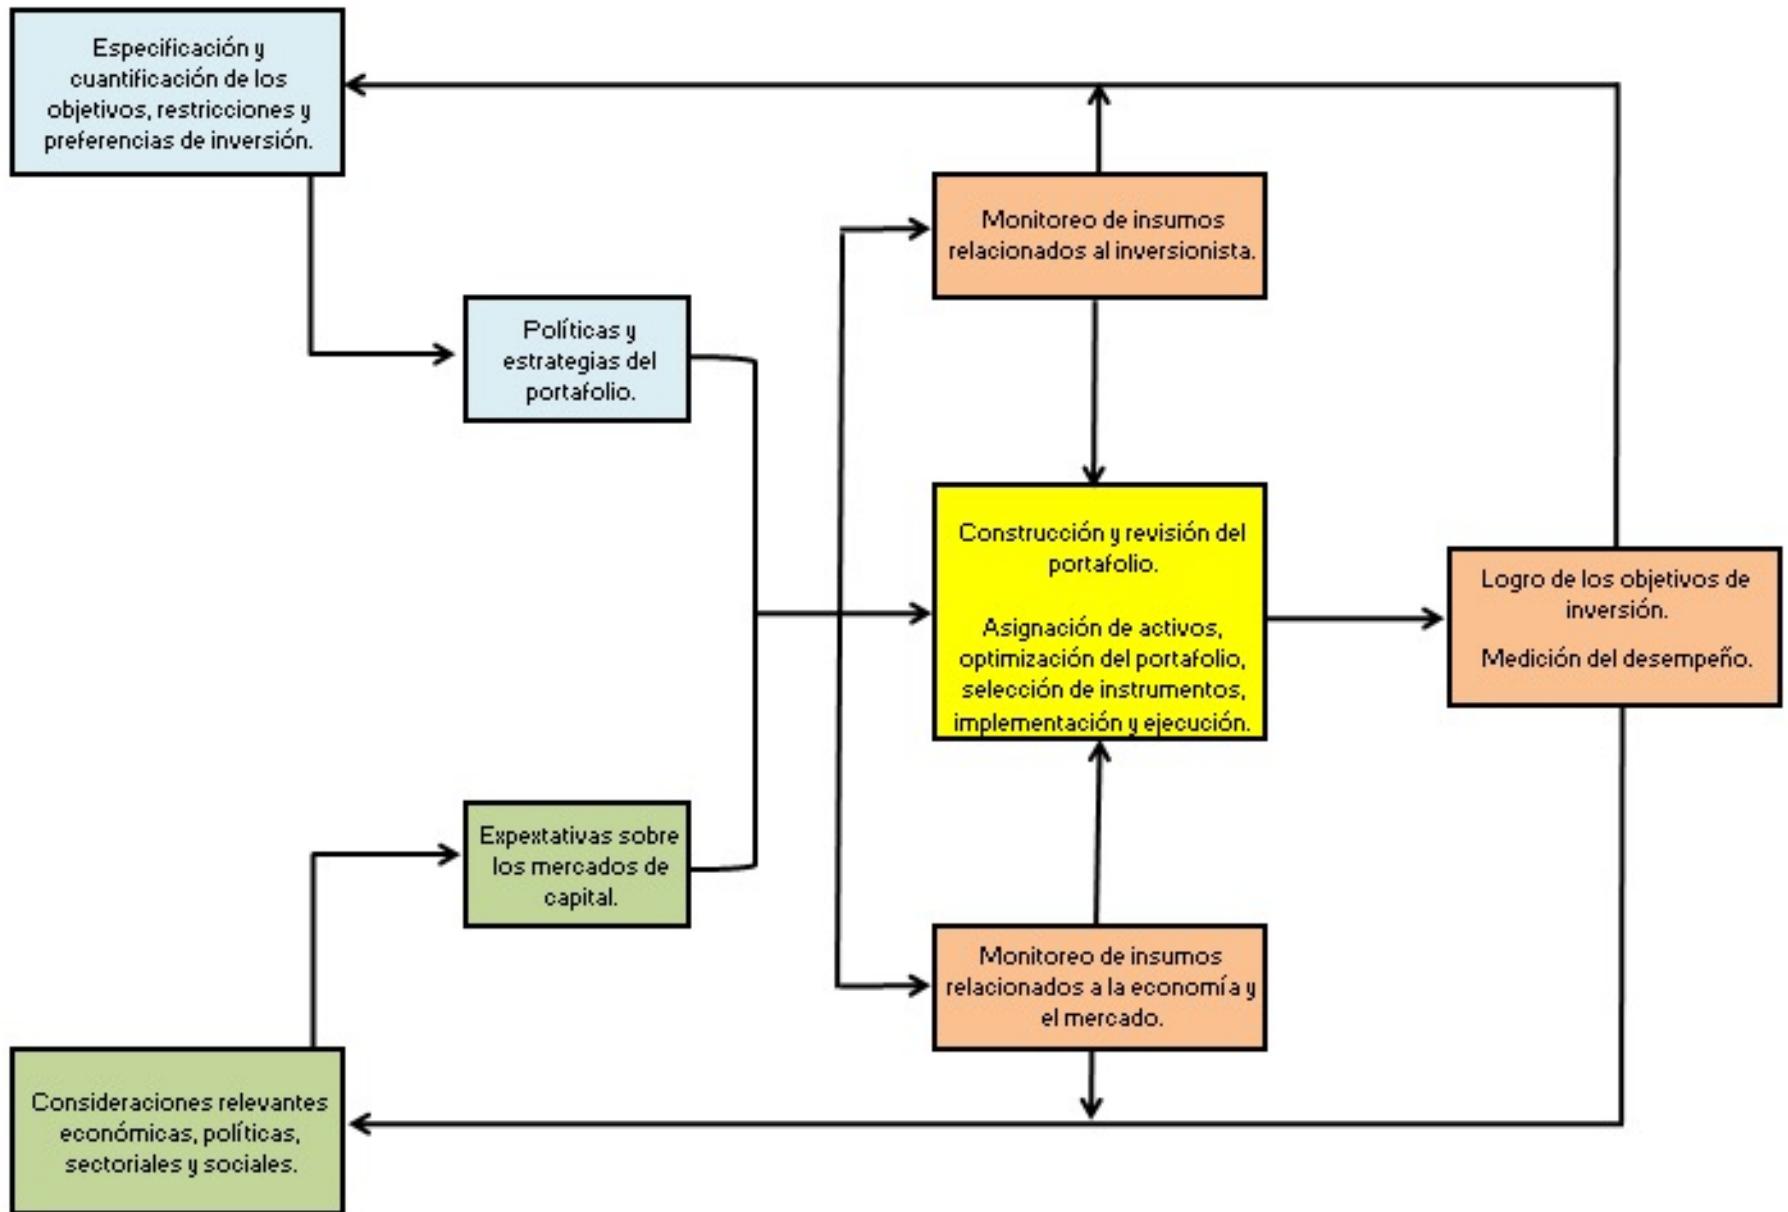 Especificación y
cuantificación de los
objetivos, restricciones y
preferencias de inversión.
Monitoreo de insumos
relacionados al inversionista.
Políticas y
estrategias del
portafolio.
Construcción y revisión del
portafolio.
Asignación de activos,
optimización del portafolio,
selección de instrumentos,
implementación y ejecución.
Logro de los objetivos de
inversión.
Medición del desempeño.
Expextativas sobre
los mercados de
capital.
Monitoreo de insumos
relacionados a la economía y
el mercado.
Consideraciones relevantes
económicas, políticas,
sectoriales y sociales.